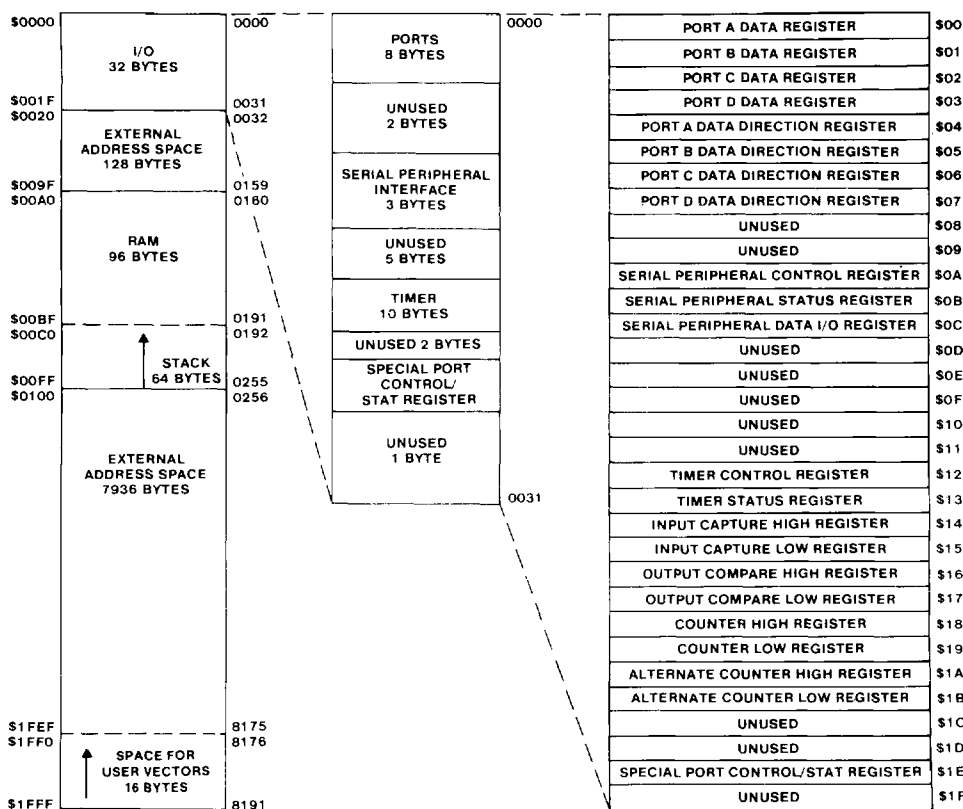 $0000
I/O
32 BYTES
0000
$001F
0031
$0020
0032
EXTERNAL
ADDRESS SPACE
128 BYTES
$009F
0159
$00A0
0160
RAM
96 BYTES
$00BF
0191
$00C0
0192
STACK
64 BYTES
$00FF
0255
$0100
0256
EXTERNAL
ADDRESS SPACE
7936 BYTES
$1FEF
8175
$1FF0
8176
SPACE FOR
USER VECTORS
16 BYTES
$1FFF
8191
0000
PORTS
8 BYTES
UNUSED
2 BYTES
SERIAL PERIPHERAL
INTERFACE
3 BYTES
UNUSED
5 BYTES
TIMER
10 BYTES
UNUSED 2 BYTES
SPECIAL PORT
CONTROL/
STAT REGISTER
UNUSED
1 BYTE
0031
PORT A DATA REGISTER $00
PORT B DATA REGISTER $01
PORT C DATA REGISTER $02
PORT D DATA REGISTER $03
PORT A DATA DIRECTION REGISTER $04
PORT B DATA DIRECTION REGISTER $05
PORT C DATA DIRECTION REGISTER $06
PORT D DATA DIRECTION REGISTER $07
UNUSED $08
UNUSED $09
SERIAL PERIPHERAL CONTROL REGISTER $0A
SERIAL PERIPHERAL STATUS REGISTER $0B
SERIAL PERIPHERAL DATA I/O REGISTER $0C
UNUSED $0D
UNUSED $0E
UNUSED $0F
UNUSED $10
UNUSED $11
TIMER CONTROL REGISTER $12
TIMER STATUS REGISTER $13
INPUT CAPTURE HIGH REGISTER $14
INPUT CAPTURE LOW REGISTER $15
OUTPUT COMPARE HIGH REGISTER $16
OUTPUT COMPARE LOW REGISTER $17
COUNTER HIGH REGISTER $18
COUNTER LOW REGISTER $19
ALTERNATE COUNTER HIGH REGISTER $1A
ALTERNATE COUNTER LOW REGISTER $1B
UNUSED $1C
UNUSED $1D
SPECIAL PORT CONTROL/STAT REGISTER $1E
UNUSED $1F